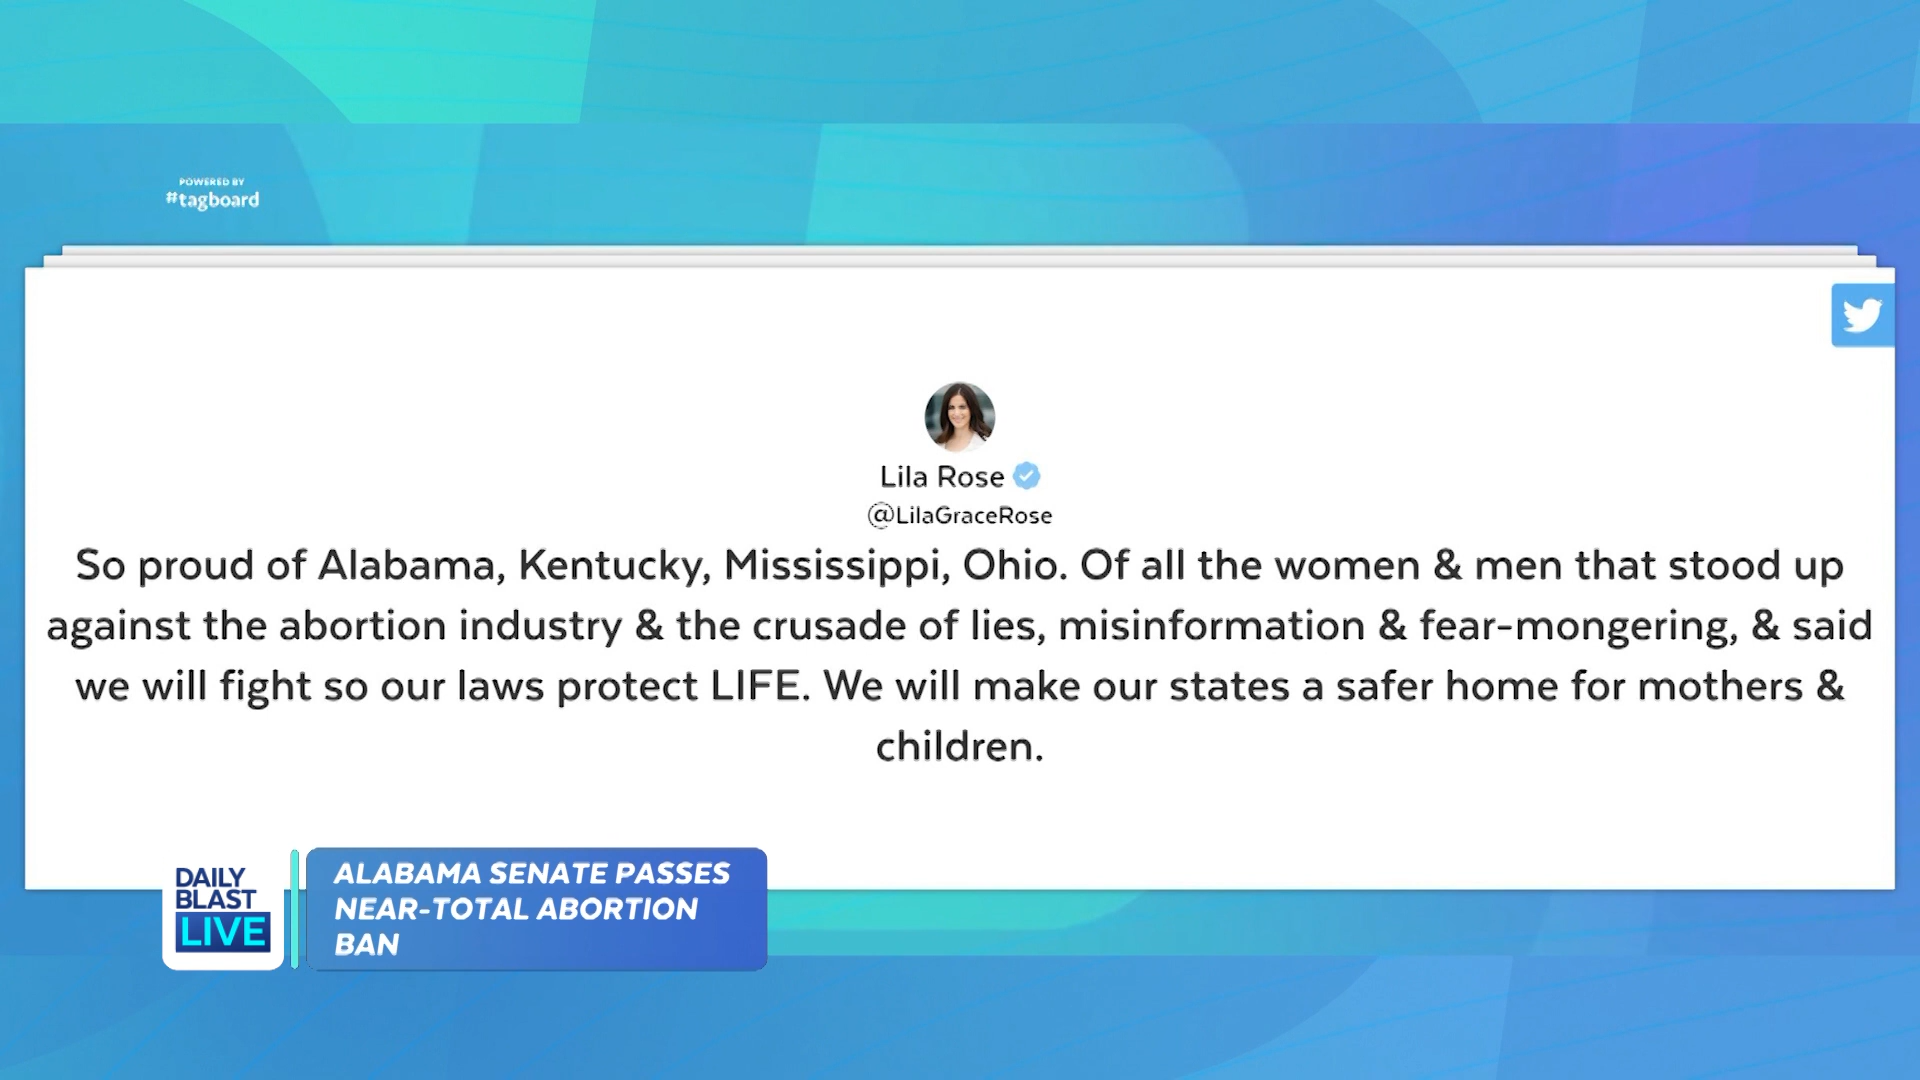 POWERED BY
#tagboard
Lila Rose
@LilaGraceRose
So proud of Alabama, Kentucky, Mississippi, Ohio. Of all the women & men that stood up
against the abortion industry & the crusade of lies, misinformation & fear-mongering, & said
we will fight so our laws protect LIFE. We will make our states a safer home for mothers &
children.
DAILY
BLAST
LIVE
ALABAMA SENATE PASSES
NEAR-TOTAL ABORTION
BAN